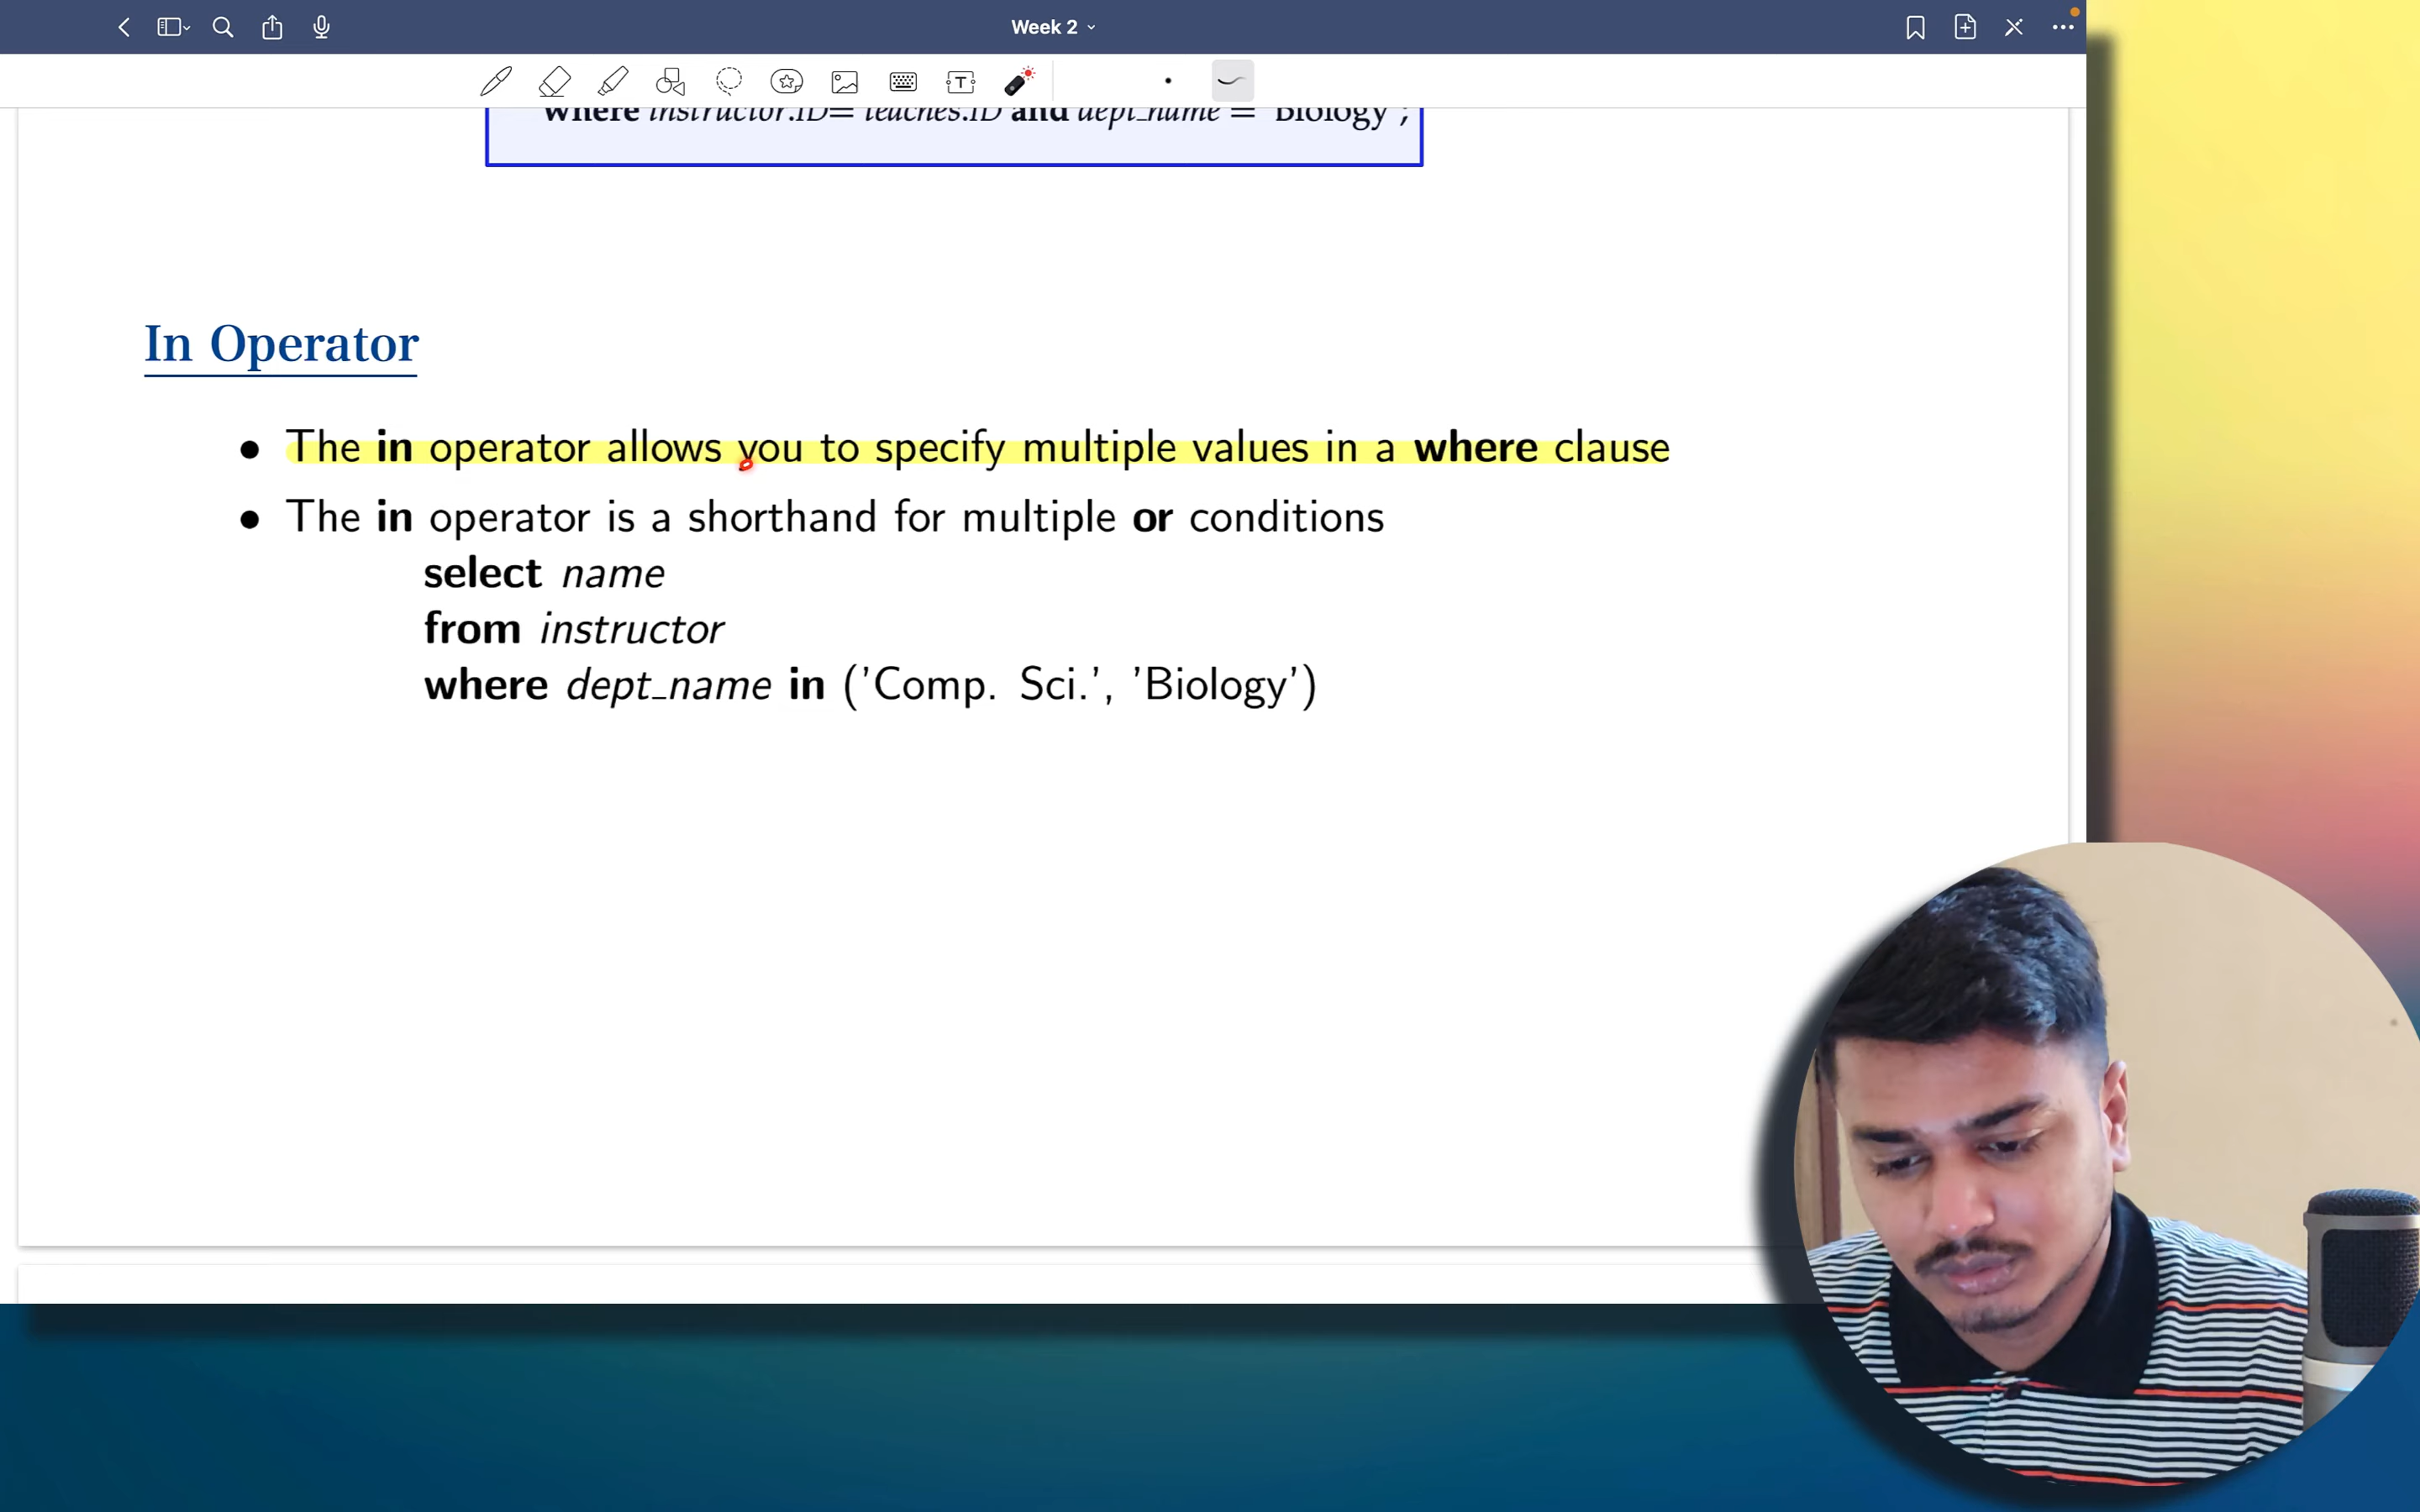 Week 2
where instructor.ID= teaches.ID and dept_name = 'Biology';
In Operator
• The in operator allows you to specify multiple values in a where clause
• The in operator is a shorthand for multiple or conditions
select name
from instructor
where dept_name in ('Comp. Sci.', 'Biology')